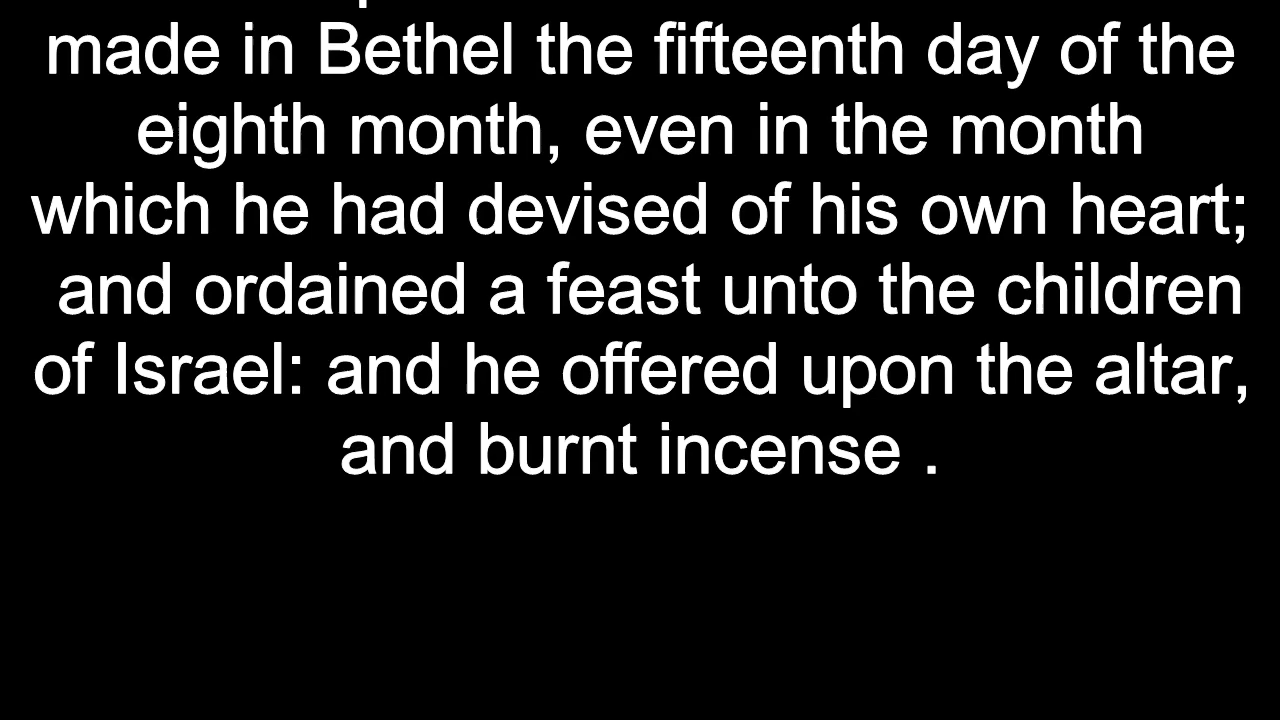 made in Bethel the fifteenth day of the
eighth month, even in the month
which he had devised of his own heart;
and ordained a feast unto the children
of Israel: and he offered upon the altar,
and burnt incense .